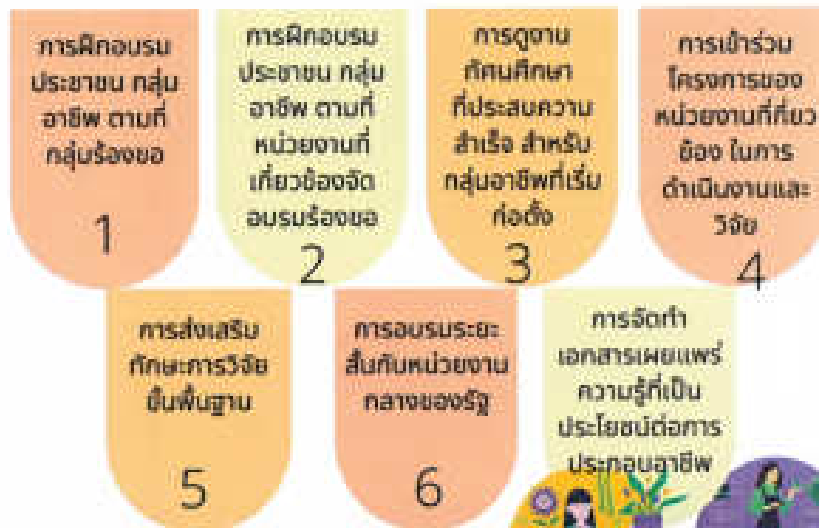 การฝึกอบรม
ประชาชน กลุ่ม
อาชีพ ตามที่
กลุ่มร้องขอ
1
การฝึกอบรม
ประชาชน กลุ่ม
อาชีพ ตามที่
หน่วยงานที่
เกี่ยวข้องจัด
อบรมร้องขอ
2
การดูงาน
ทัศนศึกษา
ที่ประสบความ
สำเร็จ สำหรับ
กลุ่มอาชีพที่เริ่ม
ก่อตั้ง
3
การเข้าร่วม
โครงการของ
หน่วยงานที่เกี่ยว
ข้อง ในการ
ดำเนินงานและ
วิจัย
4
การส่งเสริม
ทักษะการวิจัย
ขั้นพื้นฐาน
5
การอบรมระยะ
สั้นกับหน่วยงาน
กลางของรัฐ
6
การจัดทำ
เอกสารเผยแพร่
ความรู้ที่เป็น
ประโยชน์ต่อการ
ประกอบอาชีพ